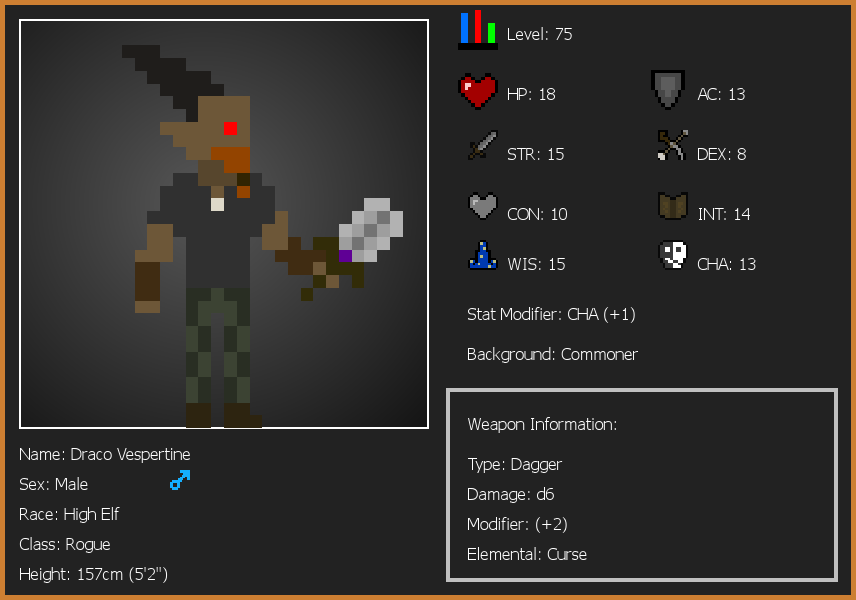 Level: 75
HP: 18
AC: 13
STR: 15
DEX: 8
CON: 10
INT: 14
WIS: 15
CHA: 13
Stat Modifier: CHA (+1)
Background: Commoner
Name: Draco Vespertine
Sex: Male
Race: High Elf
Class: Rogue
Height: 157cm (5'2")
Weapon Information:
Type: Dagger
Damage: d6
Modifier: (+2)
Elemental: Curse